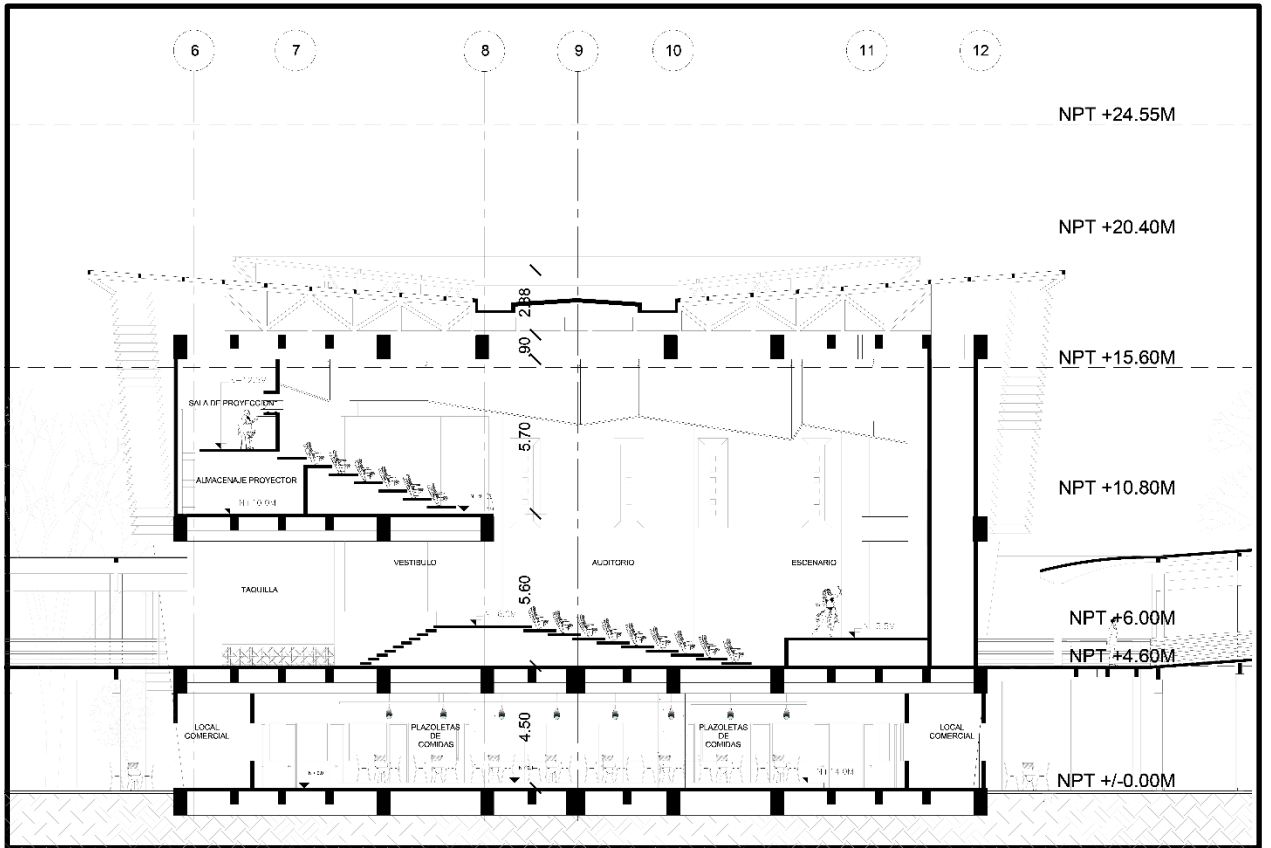 6 7 8 9 10 11 12
NPT +24.55M
NPT +20.40M
2.88
90
NPT +15.60M
SALA DE PROYECCION
5.70
ALMACENAJE PROYECTOR
NPT +10.80M
VESTIBULO
AUDITORIO
ESCENARIO
TAQUILLA
5.60
NPT +6.00M
NPT +4.60M
LOCAL
COMERCIAL
PLAZOLETAS
DE
COMIDAS
4.50
PLAZOLETAS
DE
COMIDAS
LOCAL
COMERCIAL
NPT +/-0.00M